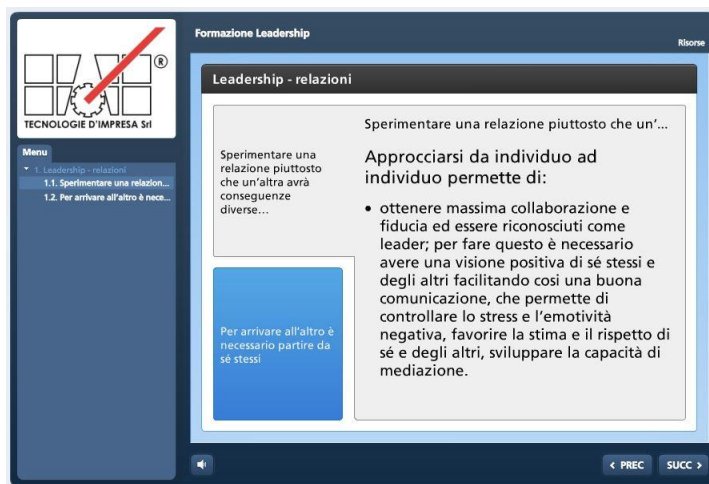 Formazione Leadership
Risorse
®
TECNOLOGIE D'IMPRESA Srl
Menu
1. Leadership - relazioni
1.1. Sperimentare una relazion...
1.2. Per arrivare all'altro è nece...
Leadership - relazioni
Sperimentare una
relazione piuttosto
che un'altra avrà
conseguenze
diverse...
Per arrivare all'altro è
necessario partire da
sé stessi
Sperimentare una relazione piuttosto che un'...
Approcciarsi da individuo ad
individuo permette di:
• ottenere massima collaborazione e
fiducia ed essere riconosciuti come
leader; per fare questo è necessario
avere una visione positiva di sé stessi e
degli altri facilitando cosi una buona
comunicazione, che permette di
controllare lo stress e l'emotività
negativa, favorire la stima e il rispetto di
sé e degli altri, sviluppare la capacità di
mediazione.
< PREC
SUCC >